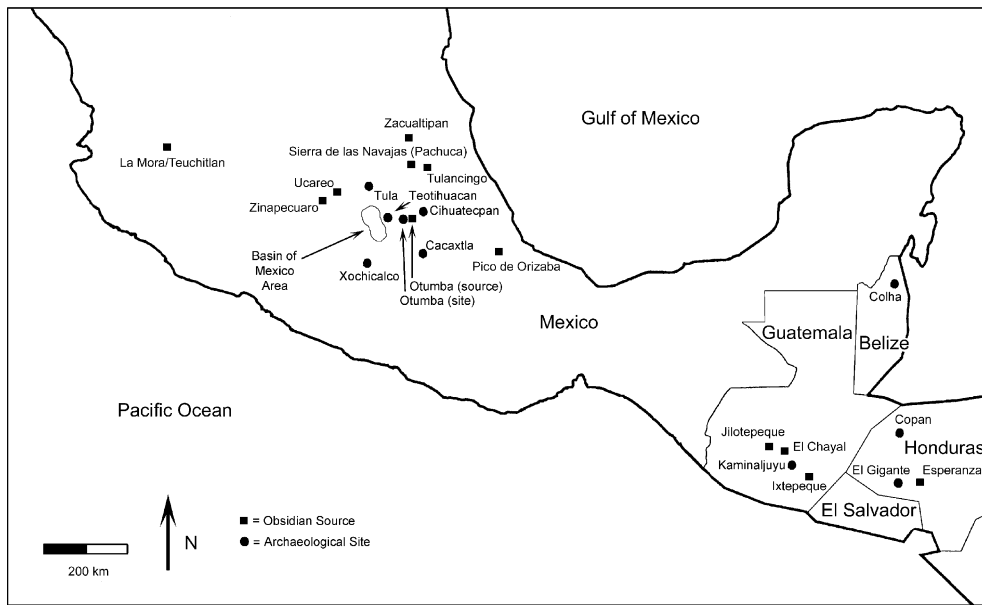 Gulf of Mexico
Zacualtipan
Sierra de las Navajas (Pachuca)
La Mora/Teuchitlan
Tulancingo
Ucareo
Tula
Teotihuacan
Zinapecuaro
Cihuatecpan
Basin of
Mexico
Area
Cacaxtla
Xochicalco
Pico de Orizaba
Otumba (source)
Otumba (site)
Colha
Mexico
Guatemala
Belize
Pacific Ocean
Copan
Jilotepeque
El Chayal
Honduras
Kaminaljuyu
El Gigante
Esperanza
Ixtepeque
El Salvador
N
= Obsidian Source
= Archaeological Site
200 km